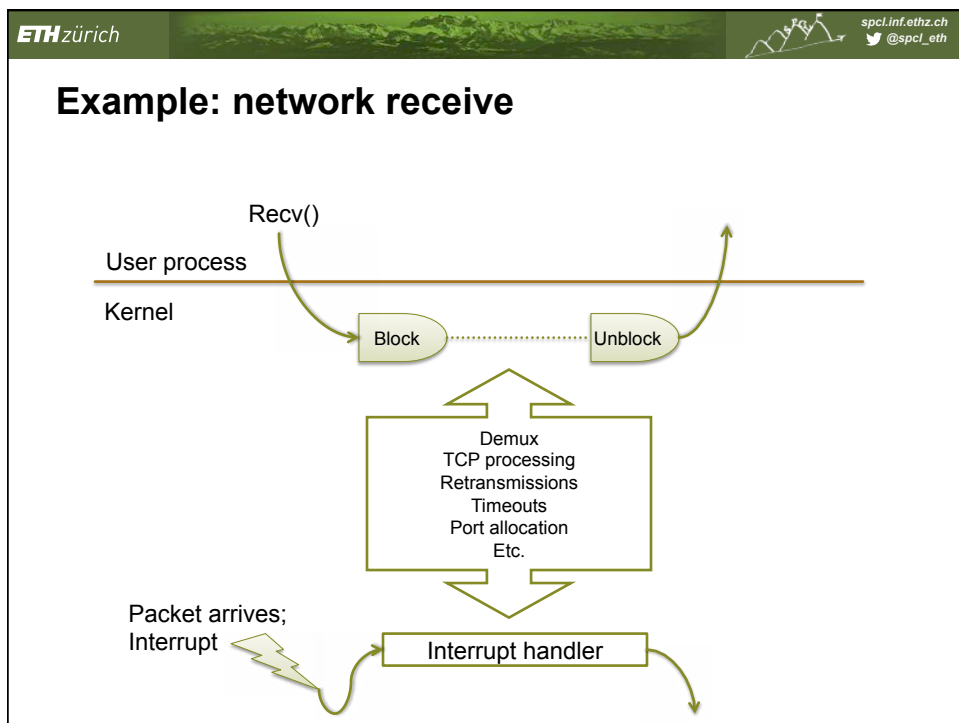 ETH zürich
spcl.inf.ethz.ch
@spcl_eth
Example: network receive
Recv()
User process
Kernel
Block
Unblock
Demux
TCP processing
Retransmissions
Timeouts
Port allocation
Etc.
Packet arrives;
Interrupt
Interrupt handler